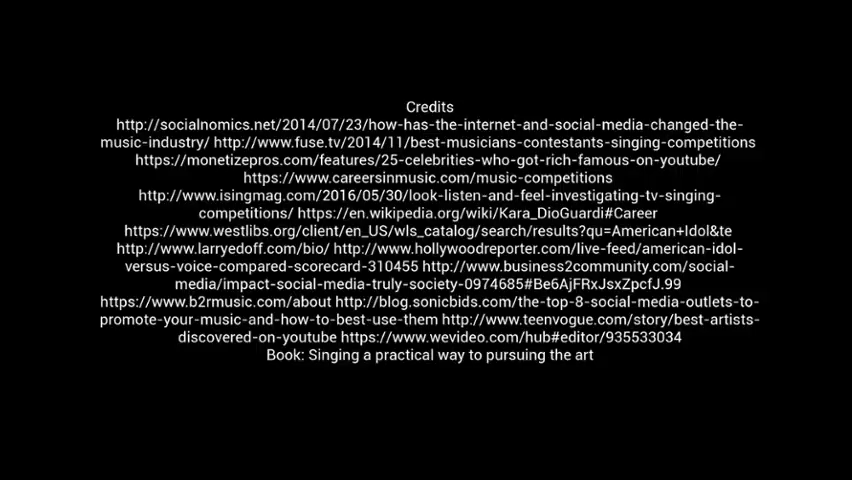 Credits
http://socialnomics.net/2014/07/23/how-has-the-internet-and-social-media-changed-the-
music-industry/ http://www.fuse.tv/2014/11/best-musicians-contestants-singing-competitions
https://monetizepros.com/features/25-celebrities-who-got-rich-famous-on-youtube/
https://www.careersinmusic.com/music-competitions
http://www.isingmag.com/2016/05/30/look-listen-and-feel-investigating-tv-singing-
competitions/ https://en.wikipedia.org/wiki/Kara_DioGuardi#Career
https://www.westlibs.org/client/en_US/wls_catalog/search/results?qu=American+Idol&te
http://www.larryedoff.com/bio/ http://www.hollywoodreporter.com/live-feed/american-idol-
versus-voice-compared-scorecard-310455 http://www.business2community.com/social-
media/impact-social-media-truly-society-0974685#Be6AjFRxJsxZpcfJ.99
https://www.b2rmusic.com/about http://blog.sonicbids.com/the-top-8-social-media-outlets-to-
promote-your-music-and-how-to-best-use-them http://www.teenvogue.com/story/best-artists-
discovered-on-youtube https://www.wevideo.com/hub#editor/935533034
Book: Singing a practical way to pursuing the art